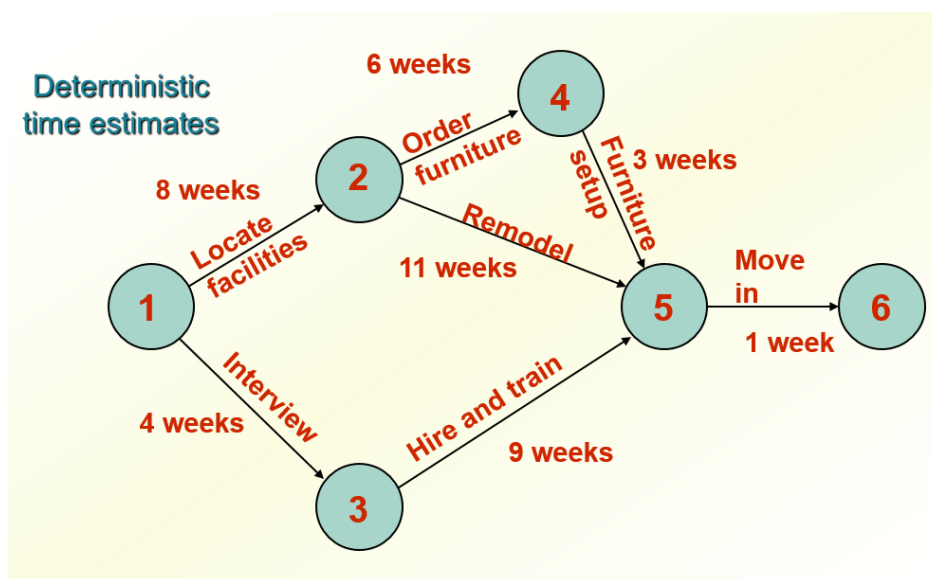 Deterministic
time estimates
6 weeks
4
Order
furniture
Furniture
setup
3 weeks
8 weeks
2
Locate
facilities
Remodel
11 weeks
1
5
Move
in
6
1 week
Interview
4 weeks
Hire and train
9 weeks
3